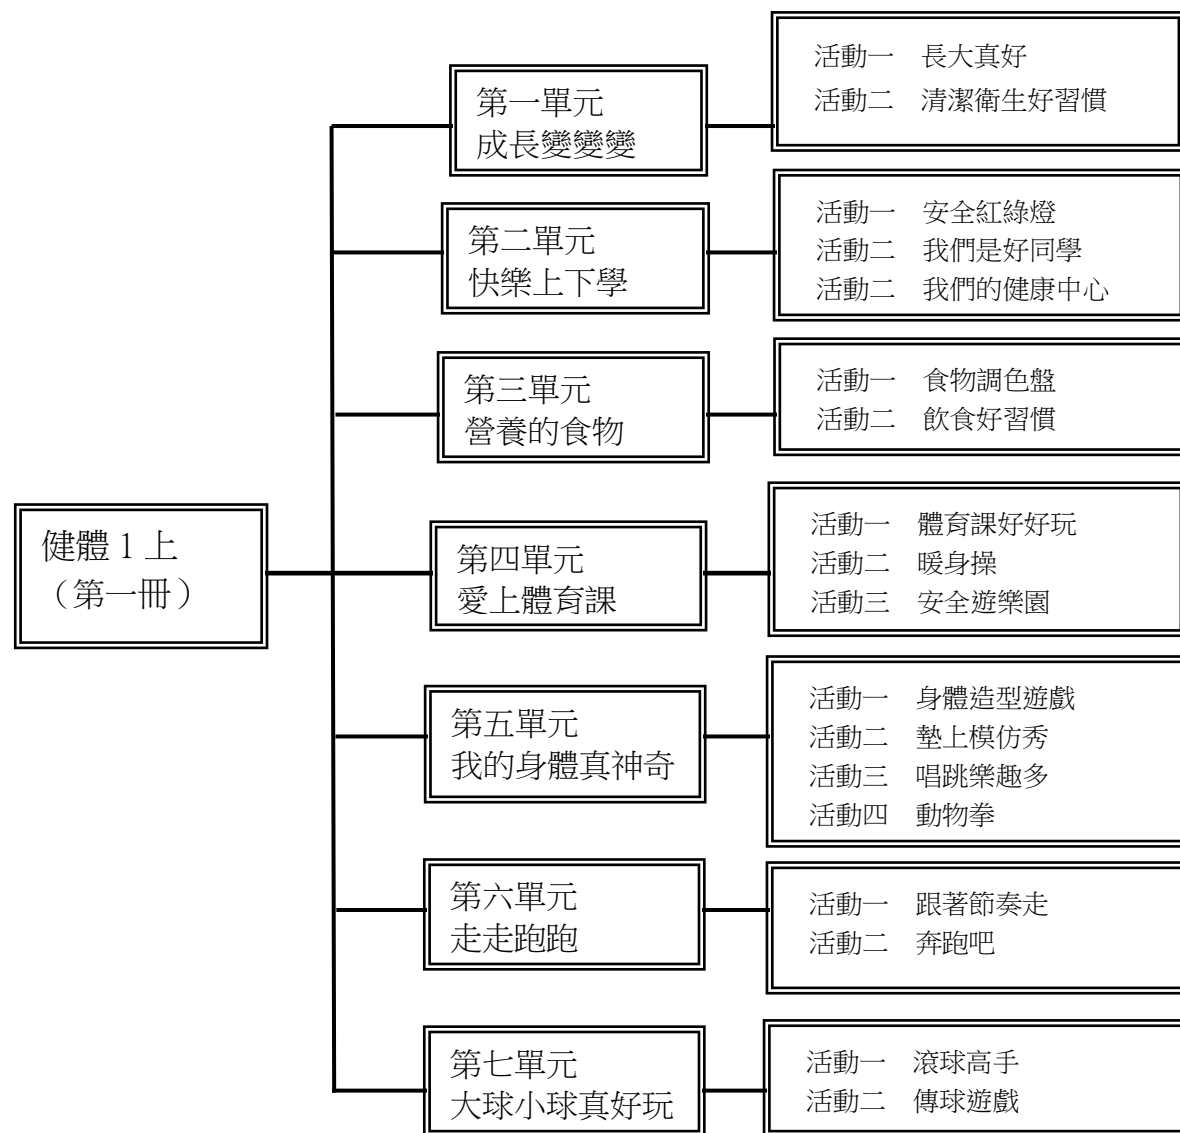 健體 1 上
（第一冊）
第一單元
成長變變變
活動一　長大真好
活動二　清潔衛生好習慣
第二單元
快樂上下學
活動一　安全紅綠燈
活動二　我們是好同學
活動二　我們的健康中心
第三單元
營養的食物
活動一　食物調色盤
活動二　飲食好習慣
第四單元
愛上體育課
活動一　體育課好好玩
活動二　暖身操
活動三　安全遊樂園
第五單元
我的身體真神奇
活動一　身體造型遊戲
活動二　墊上模仿秀
活動三　唱跳樂趣多
活動四　動物拳
第六單元
走走跑跑
活動一　跟著節奏走
活動二　奔跑吧
第七單元
大球小球真好玩
活動一　滾球高手
活動二　傳球遊戲